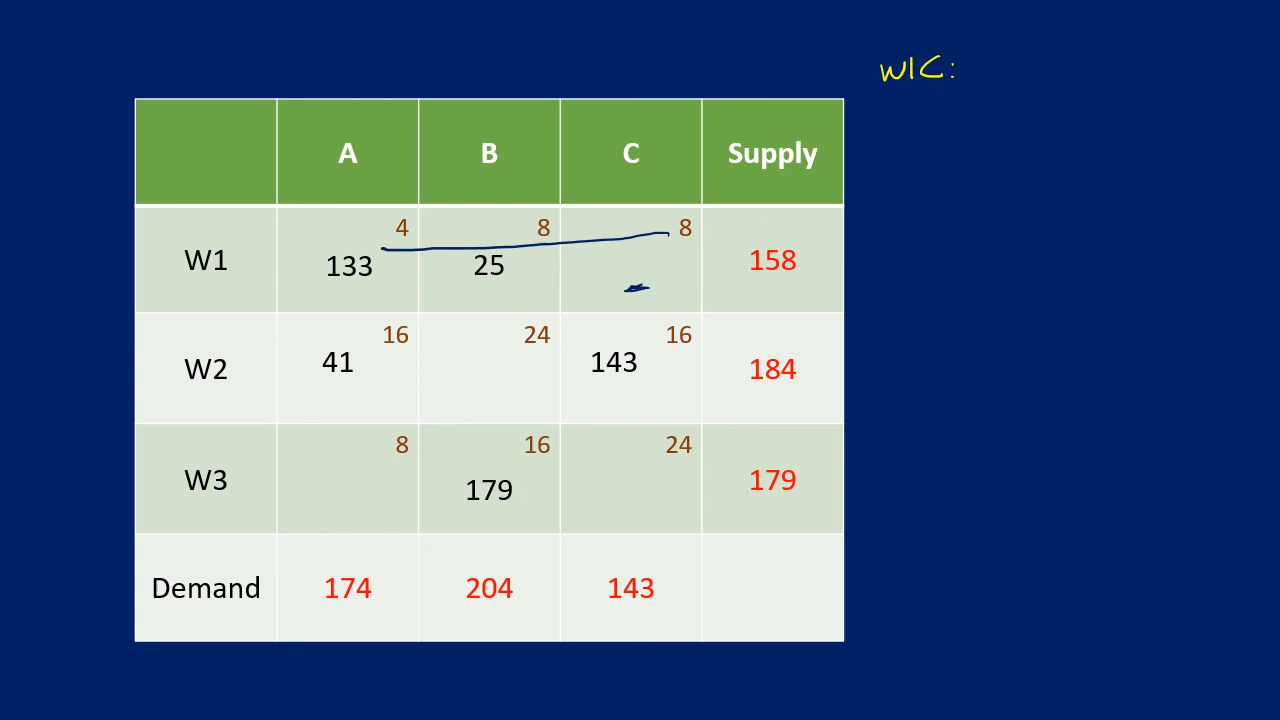 W1C:
A B C Supply
4 8 8
W1 133 25 158
16 24 16
W2 41 143 184
8 16 24
W3 179 179
Demand 174 204 143